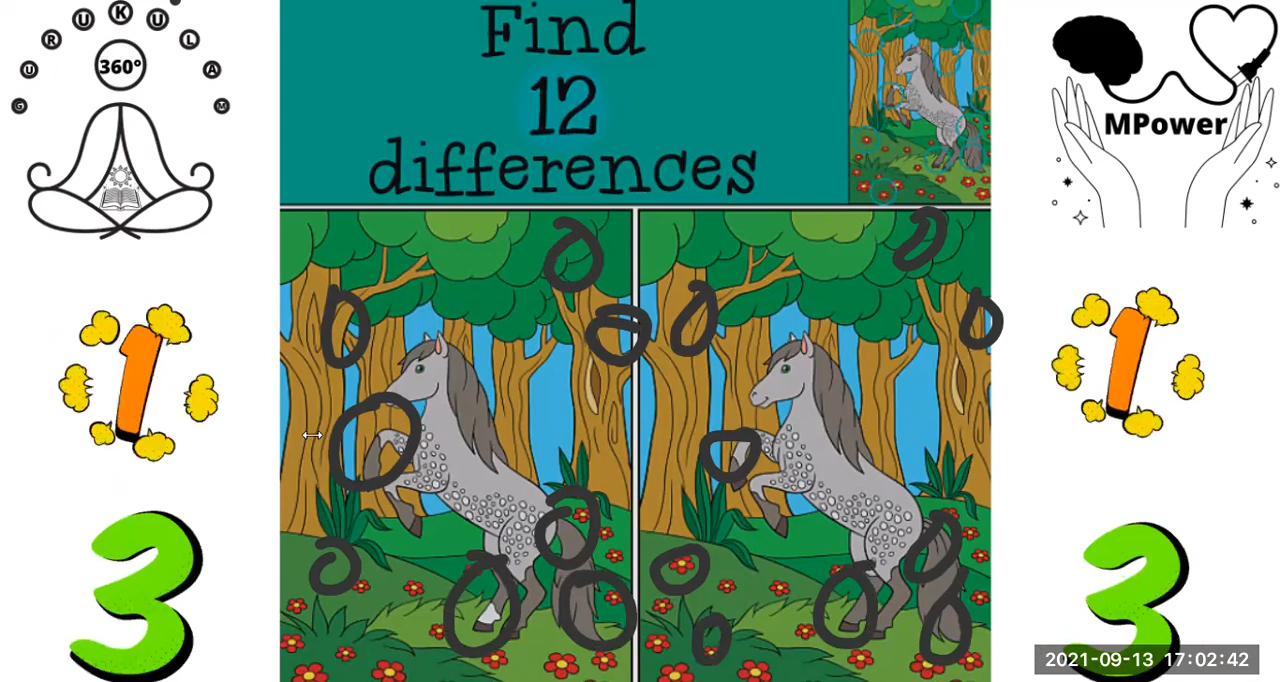 G U R U K U L A M
360°
Find
12
differences
MPower
1
1
3
3
2021-09-13 17:02:42